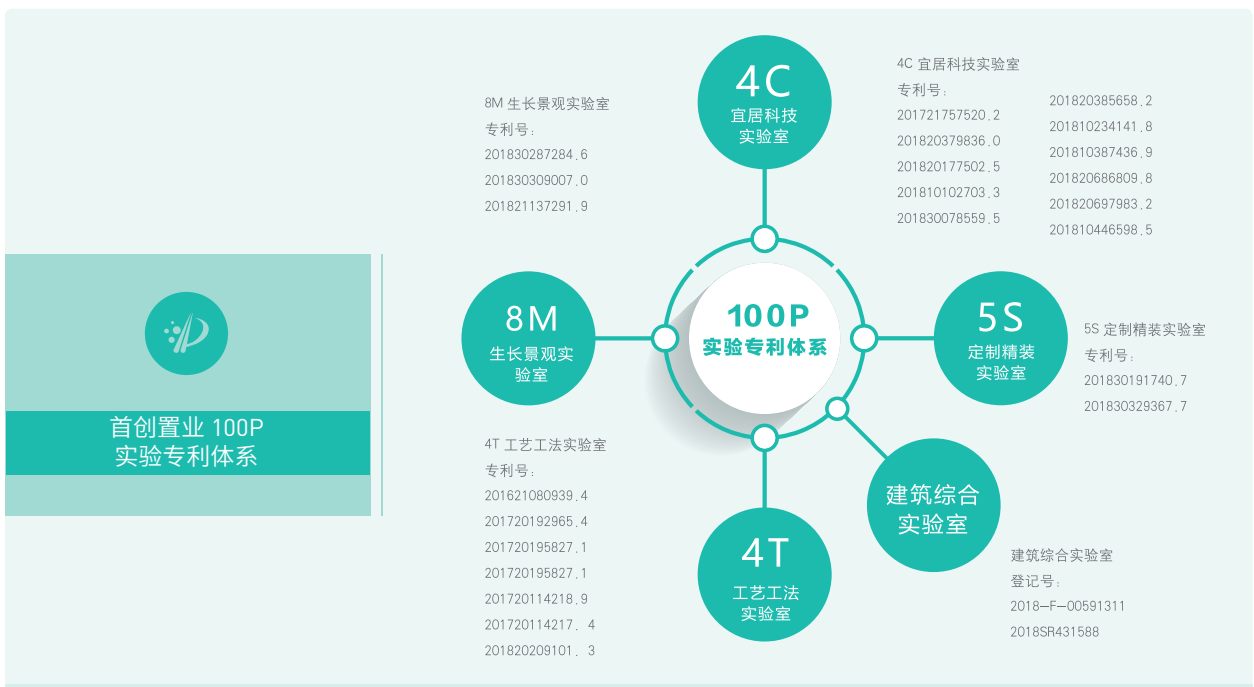 首创置业 100P
实验专利体系
8M 生长景观实验室
专利号:
201830287284.6
201830309007.0
201821137291.9
4C
宜居科技
实验室
4C 宜居科技实验室
专利号:
201721757520.2
201820379836.0
201820177502.5
201810102703.3
201830078559.5
201820385658.2
201810234141.8
201810387436.9
201820686809.8
201820697983.2
201810446598.5
8M
生长景观实
验室
100P
实验专利体系
5S
定制精装
实验室
5S 定制精装实验室
专利号:
201830191740.7
201830329367.7
4T 工艺工法实验室
专利号:
201621080939.4
201720192965.4
201720195827.1
201720195827.1
201720114218.9
201720114217. 4
201820209101. 3
4T
工艺工法
实验室
建筑综合
实验室
建筑综合实验室
登记号:
2018—F—00591311
2018SR431588